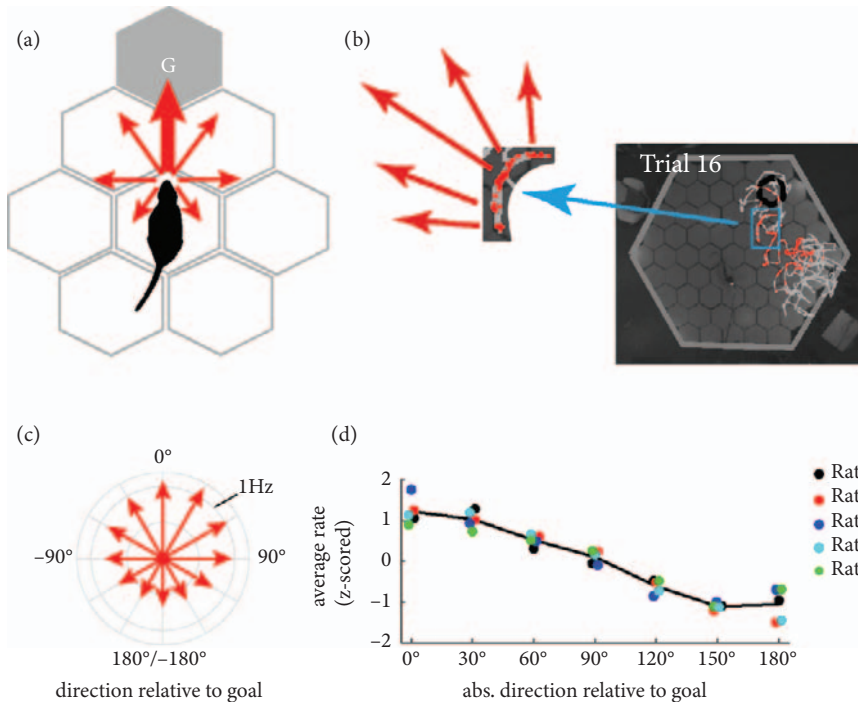 (a)
G
(b)
Trial 16
(c)
0°
1Hz
–90°
90°
180°/–180°
direction relative to goal
(d)
average rate
(z-scored)
2
1
0
–1
–2
0°
30°
60°
90°
120°
150°
180°
abs. direction relative to goal
Rat
Rat
Rat
Rat
Rat